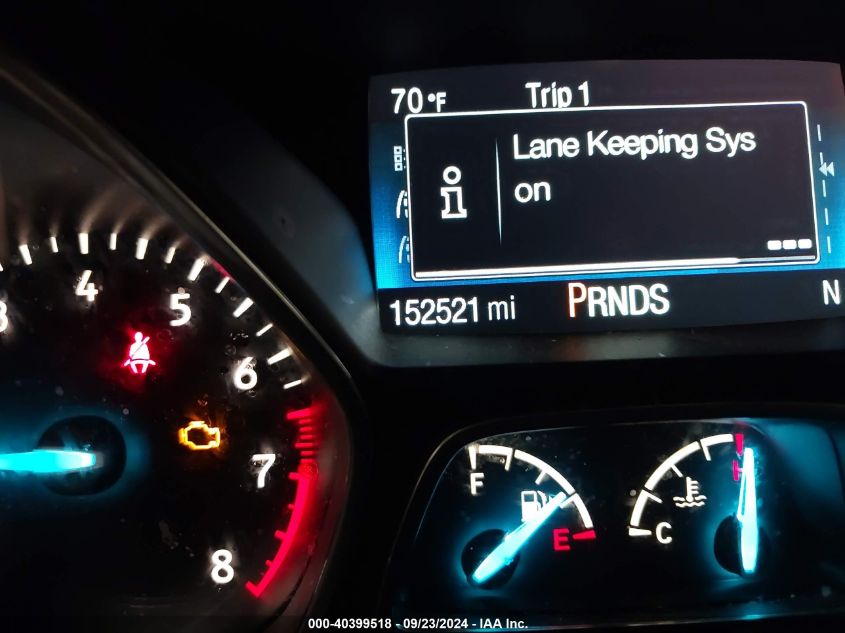 70°F Trip 1
Lane Keeping Sys
on
152521 mi PRNDS N
3 4 5 6 7 8
F E
C H
000-40399518 - 09/23/2024 - IAA Inc.